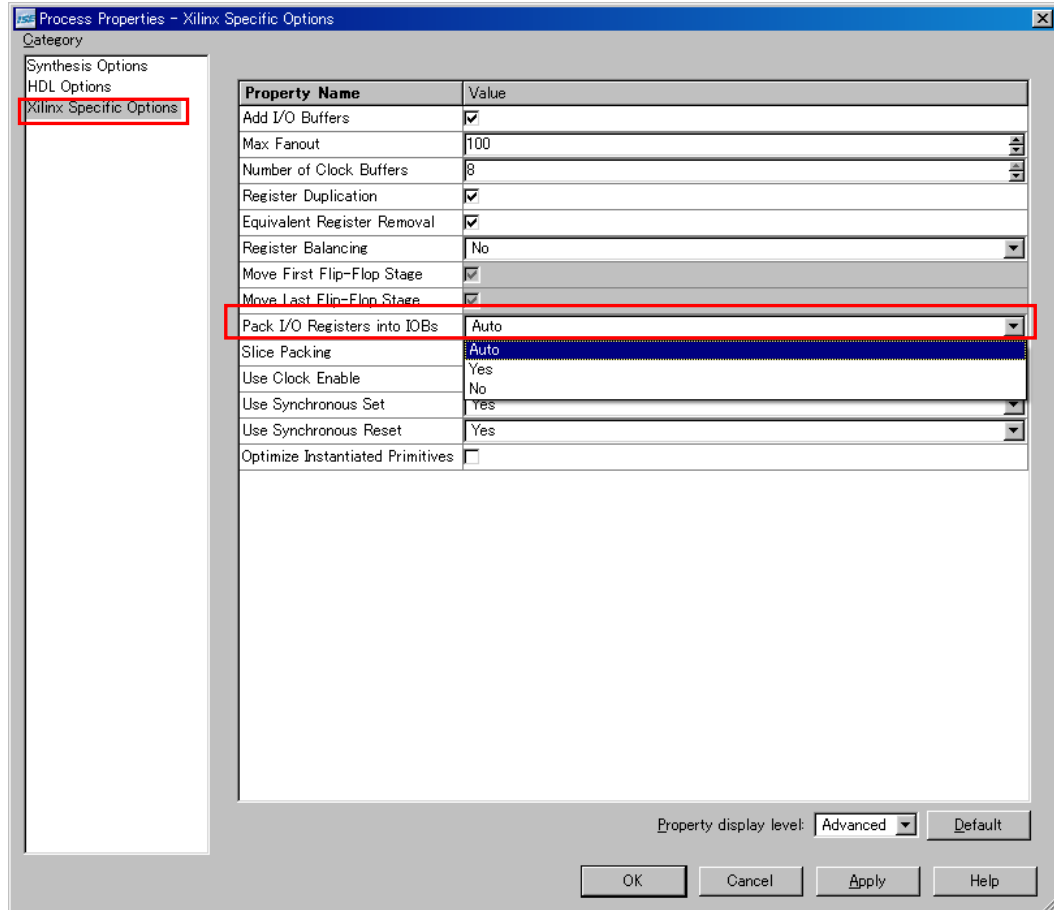 ISE Process Properties - Xilinx Specific Options
Category
Synthesis Options
HDL Options
Xilinx Specific Options
Property Name Value
Add I/O Buffers
Max Fanout 100
Number of Clock Buffers 8
Register Duplication
Equivalent Register Removal
Register Balancing No
Move First Flip-Flop Stage
Move Last Flip-Flop Stage
Pack I/O Registers into IOBs Auto
Slice Packing Auto
Yes
Use Clock Enable No
Use Synchronous Set Yes
Use Synchronous Reset Yes
Optimize Instantiated Primitives
Property display level: Advanced Default
OK Cancel Apply Help